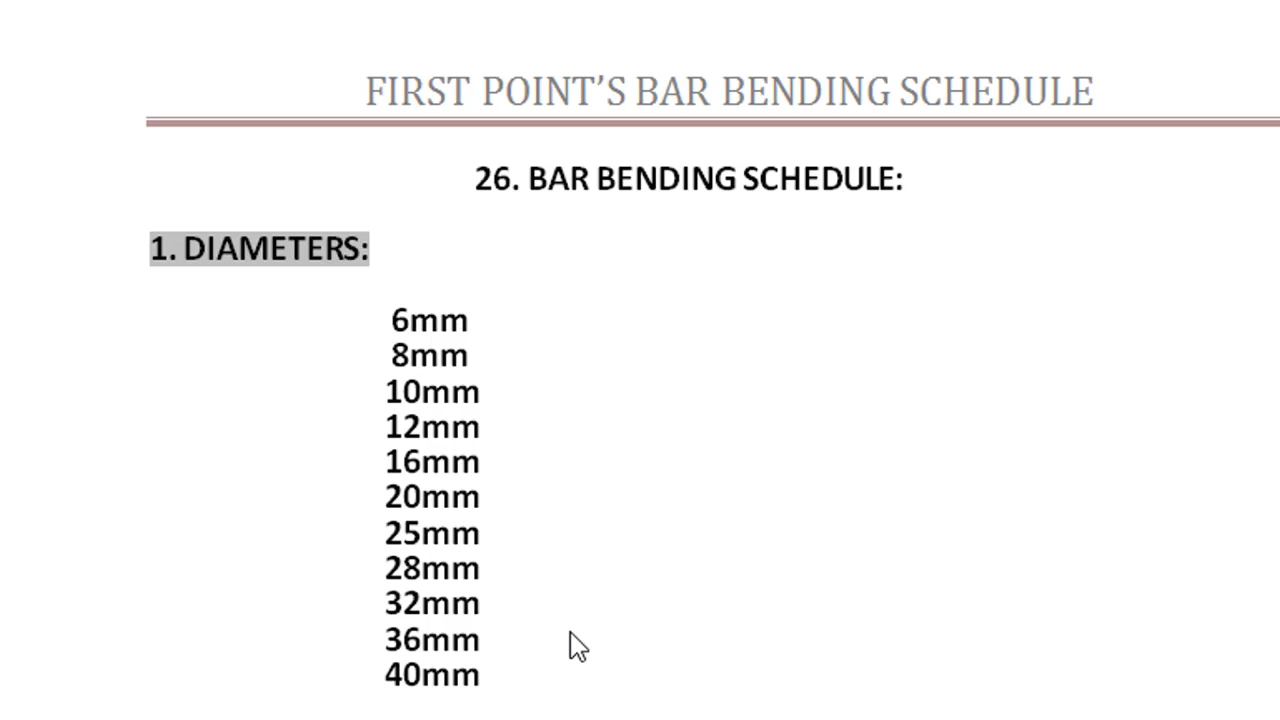 FIRST POINT’S BAR BENDING SCHEDULE
26. BAR BENDING SCHEDULE:
1. DIAMETERS:
6mm
8mm
10mm
12mm
16mm
20mm
25mm
28mm
32mm
36mm
40mm